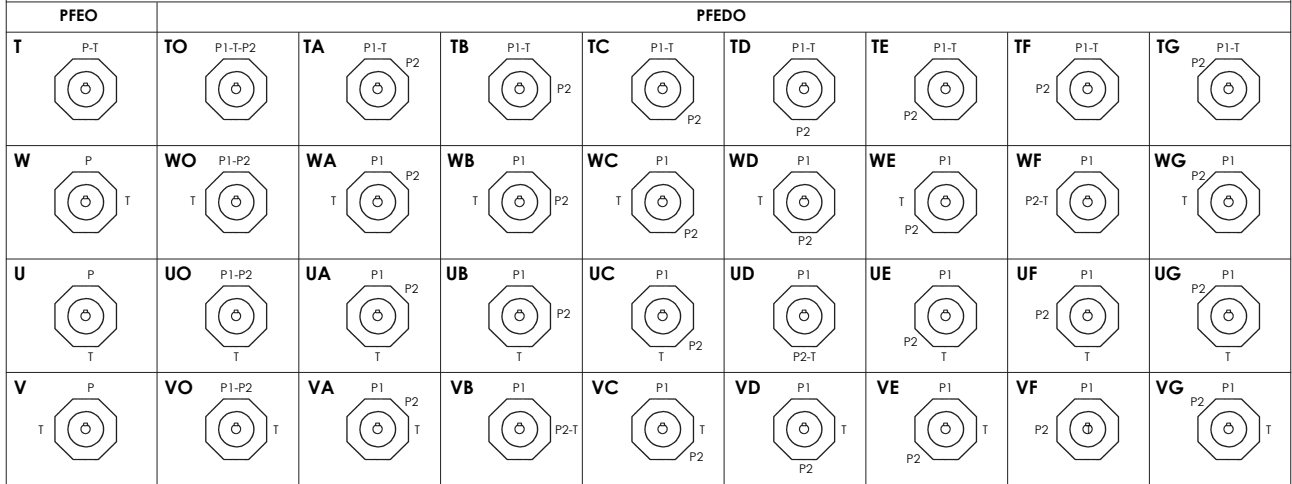 PFEO PFEDO
T P-T TO P1-T-P2 TA P1-T TB P1-T TC P1-T TD P1-T TE P1-T TF P1-T TG P1-T
P2 P2
P2 P2
P2 P2
P2
W P WO P1-P2 WA P1 WB P1 WC P1 WD P1 WE P1 WF P1 WG P1
P2 P2
T T T T P2 T T T P2-T T
P2 P2
P2
U P UO P1-P2 UA P1 UB P1 UC P1 UD P1 UE P1 UF P1 UG P1
P2 P2
P2 P2
P2 P2
T T T T T P2-T T T T
V P VO P1-P2 VA P1 VB P1 VC P1 VD P1 VE P1 VF P1 VG P1
P2 P2
T T T P2-T T T T P2 T T
P2 P2
P2